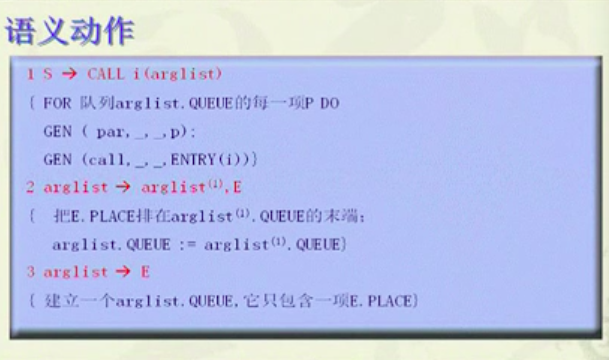 语义动作
1 S → CALL i(arglist)
{ FOR 队列arglist.QUEUE的每一项P DO
GEN ( par,_,_,p);
GEN (call,_,_,ENTRY(i))}
2 arglist → arglist⁽¹⁾,E
{ 把E.PLACE排在arglist⁽¹⁾.QUEUE的末端;
arglist.QUEUE := arglist⁽¹⁾.QUEUE}
3 arglist → E
{ 建立一个arglist.QUEUE,它只包含一项E.PLACE}